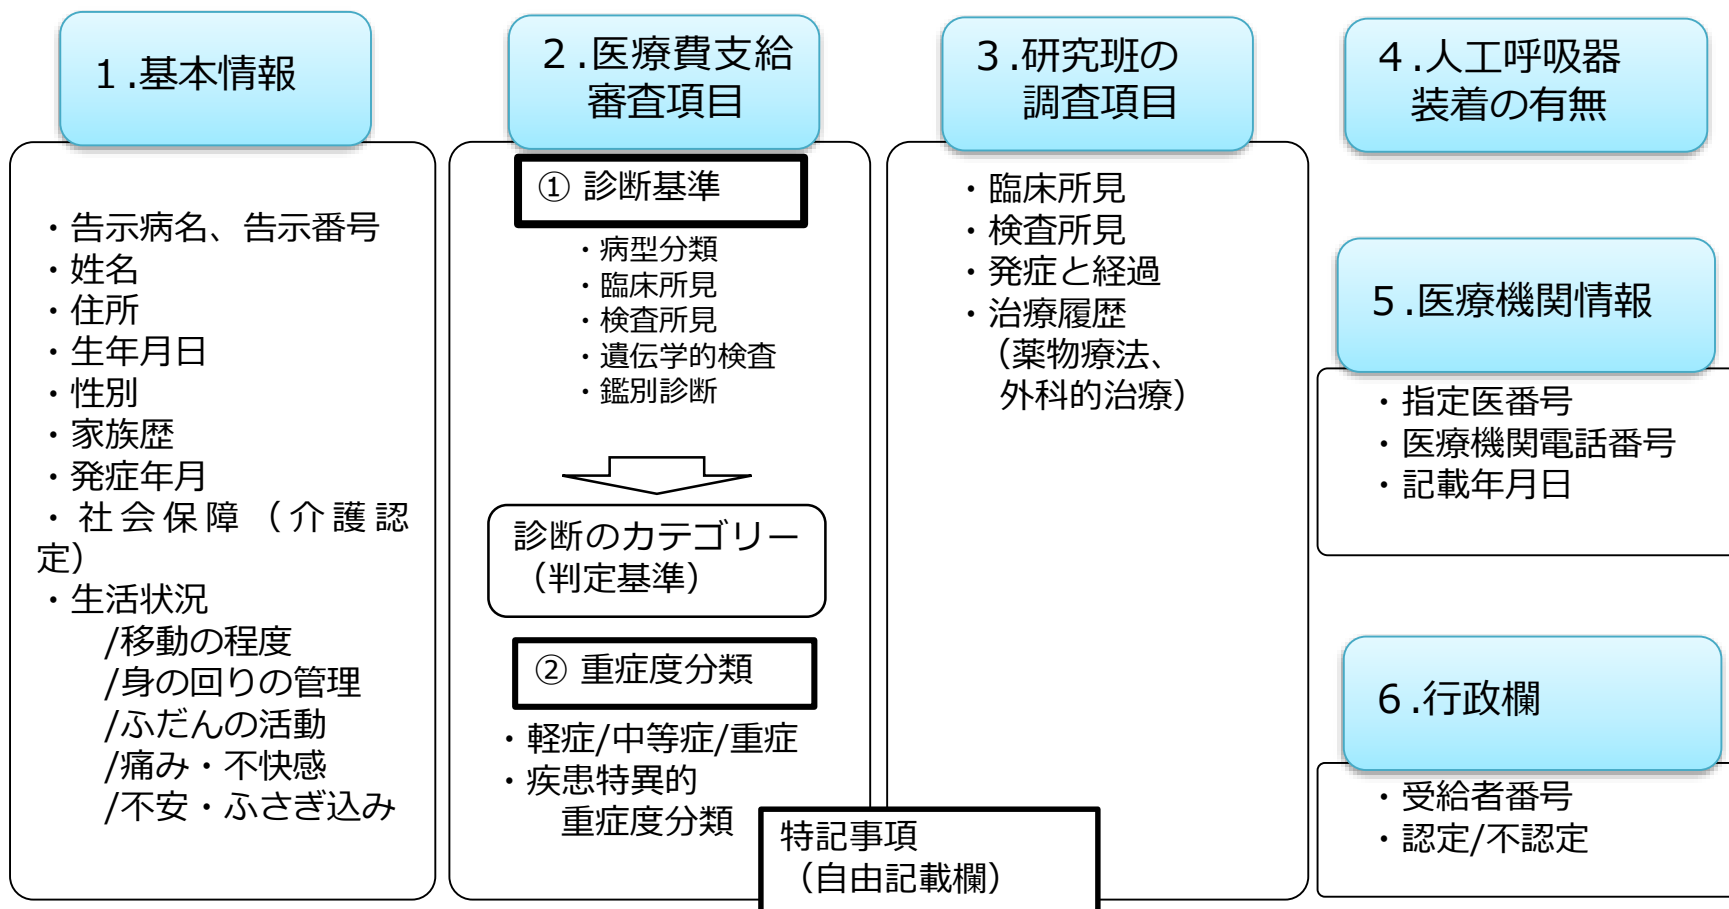 １.基本情報
・告示病名、告示番号
・姓名
・住所
・生年月日
・性別
・家族歴
・発症年月
・社会保障（介護認
定）
・生活状況
/移動の程度
/身の回りの管理
/ふだんの活動
/痛み・不快感
/不安・ふさぎ込み
２.医療費支給
審査項目
① 診断基準
・病型分類
・臨床所見
・検査所見
・遺伝学的検査
・鑑別診断
診断のカテゴリー
（判定基準）
② 重症度分類
・軽症/中等症/重症
・疾患特異的
重症度分類
３.研究班の
調査項目
・臨床所見
・検査所見
・発症と経過
・治療履歴
（薬物療法、
外科的治療）
特記事項
（自由記載欄）
４.人工呼吸器
装着の有無
５.医療機関情報
・指定医番号
・医療機関電話番号
・記載年月日
６.行政欄
・受給者番号
・認定/不認定